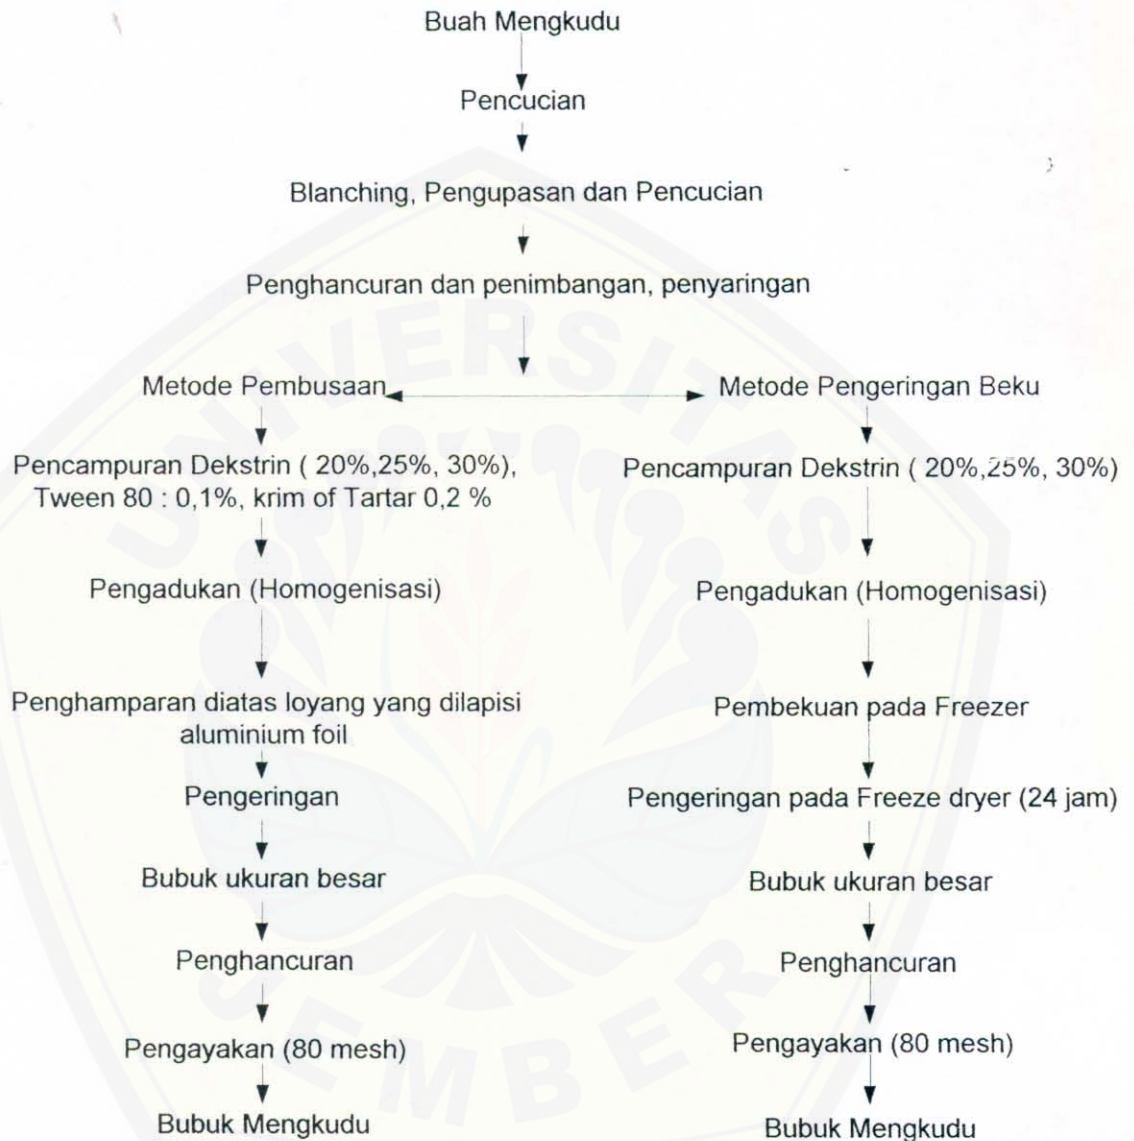 Buah Mengkudu
Pencucian
Blanching, Pengupasan dan Pencucian
Penghancuran dan penimbangan, penyaringan
Metode Pembusaan
Pencampuran Dekstrin ( 20%,25%, 30%),
Tween 80 : 0,1%, krim of Tartar 0,2 %
Pengadukan (Homogenisasi)
Penghamparan diatas loyang yang dilapisi
aluminium foil
Pengeringan
Bubuk ukuran besar
Penghancuran
Pengayakan (80 mesh)
Bubuk Mengkudu
Metode Pengeringan Beku
Pencampuran Dekstrin ( 20%,25%, 30%)
Pengadukan (Homogenisasi)
Pembekuan pada Freezer
Pengeringan pada Freeze dryer (24 jam)
Bubuk ukuran besar
Penghancuran
Pengayakan (80 mesh)
Bubuk Mengkudu
UNIVERSITAS
JEMBER